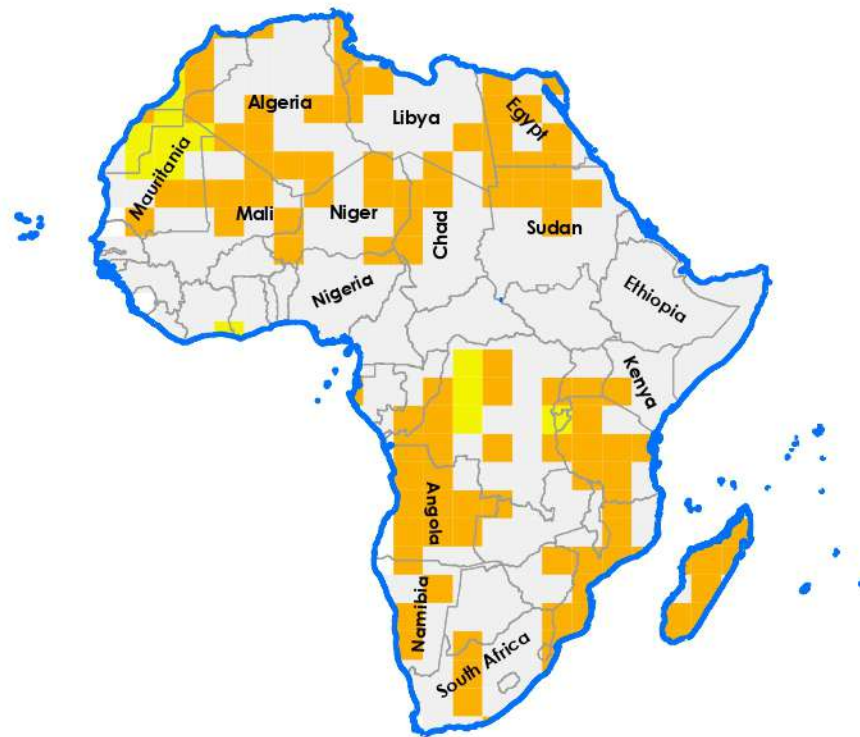 Algeria
Libya
Egypt
Mauritania
Mali
Niger
Chad
Sudan
Nigeria
Ethiopia
Kenya
Angola
Namibia
South Africa